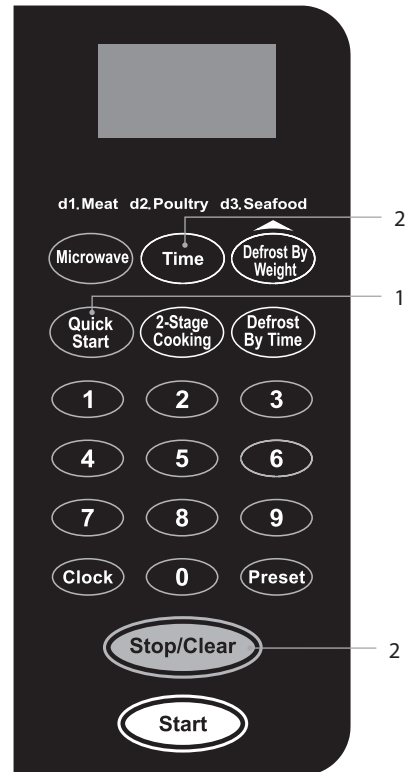 d1.Meat d2.Poultry d3.Seafood
2
Microwave Time Defrost By
Weight
1
Quick
Start
2-Stage
Cooking
Defrost
By Time
1 2 3
4 5 6
7 8 9
Clock 0 Preset
Stop/Clear 2
Start